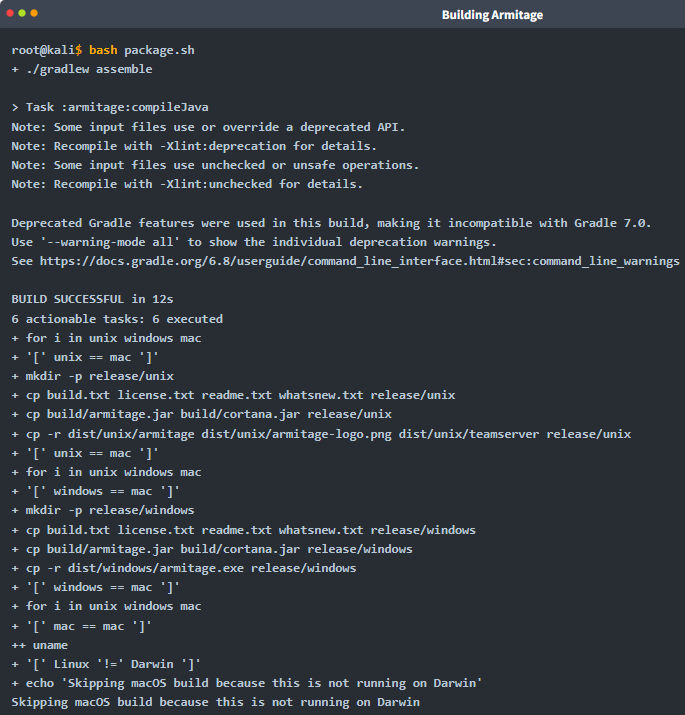 Building Armitage
root@kali$ bash package.sh
+ ./gradlew assemble
> Task :armitage:compileJava
Note: Some input files use or override a deprecated API.
Note: Recompile with -Xlint:deprecation for details.
Note: Some input files use unchecked or unsafe operations.
Note: Recompile with -Xlint:unchecked for details.
Deprecated Gradle features were used in this build, making it incompatible with Gradle 7.0.
Use '--warning-mode all' to show the individual deprecation warnings.
See https://docs.gradle.org/6.8/userguide/command_line_interface.html#sec:command_line_warnings
BUILD SUCCESSFUL in 12s
6 actionable tasks: 6 executed
+ for i in unix windows mac
+ '[' unix == mac ']'
+ mkdir -p release/unix
+ cp build.txt license.txt readme.txt whatsnew.txt release/unix
+ cp build/armitage.jar build/cortana.jar release/unix
+ cp -r dist/unix/armitage dist/unix/armitage-logo.png dist/unix/teamserver release/unix
+ '[' unix == mac ']'
+ for i in unix windows mac
+ '[' windows == mac ']'
+ mkdir -p release/windows
+ cp build.txt license.txt readme.txt whatsnew.txt release/windows
+ cp build/armitage.jar build/cortana.jar release/windows
+ cp -r dist/windows/armitage.exe release/windows
+ '[' windows == mac ']'
+ for i in unix windows mac
+ '[' mac == mac ']'
++ uname
+ '[' Linux '!=' Darwin ']'
+ echo 'Skipping macOS build because this is not running on Darwin'
Skipping macOS build because this is not running on Darwin